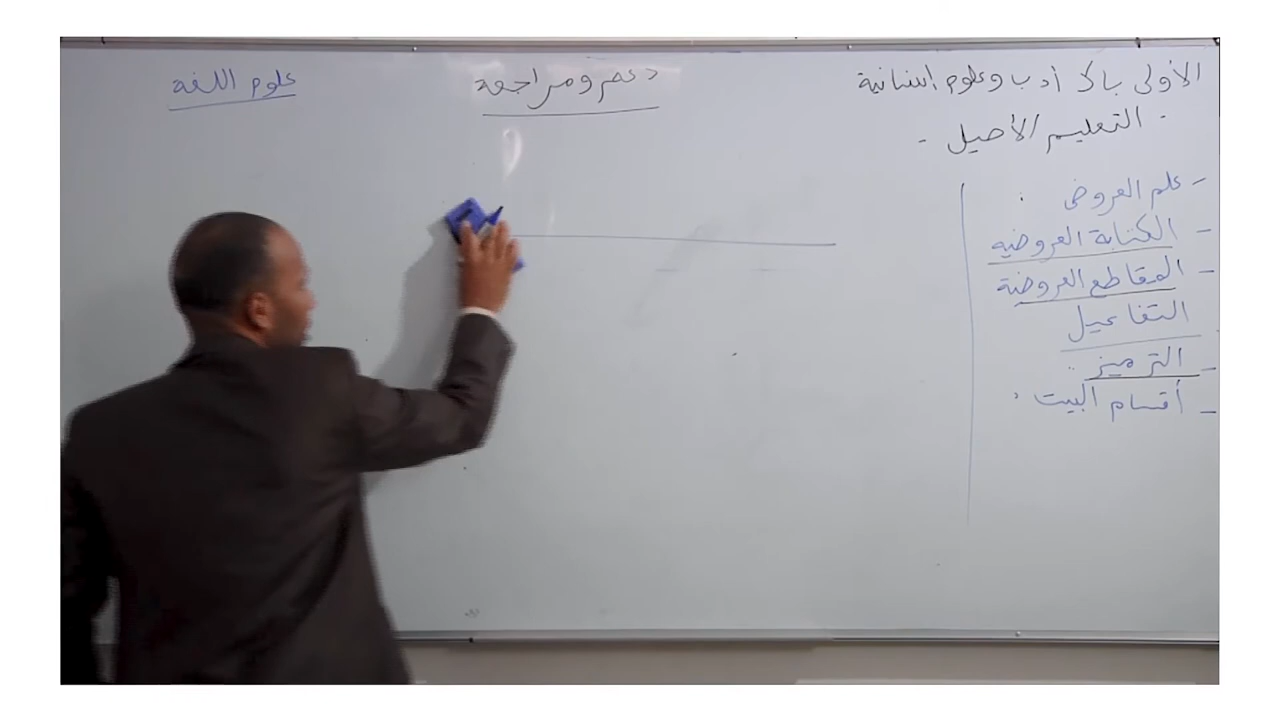 الأولى باك أدب وعلوم إنسانية
دعم ومراجعة
علوم اللغة
- التعليم الأصيل -
- علم العروض .
- الكتابة العروضية
- المقاطع العروضة
التفاعيل
- الترميز ..
- أقسام البيت .